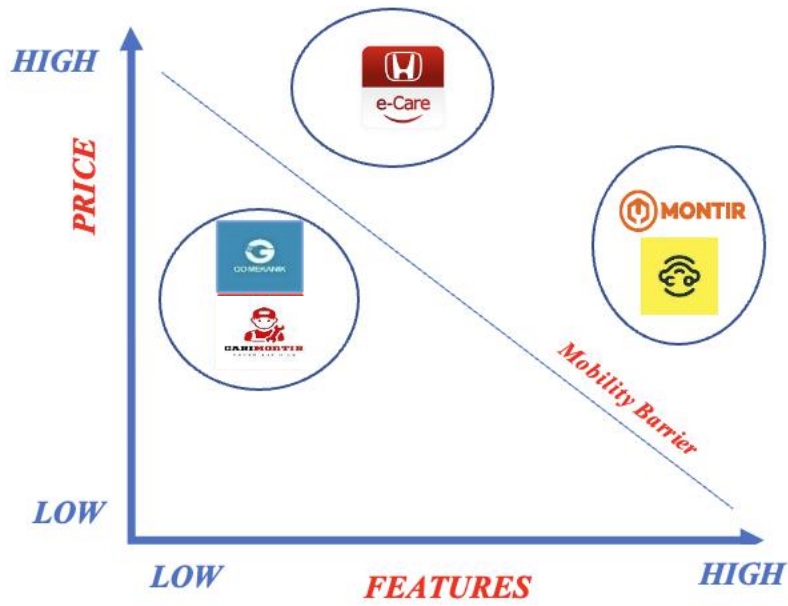 HIGH
PRICE
LOW
e-Care
GO MEKANIK
CARIMONTIR
MONTIR
Mobility Barrier
LOW
FEATURES
HIGH